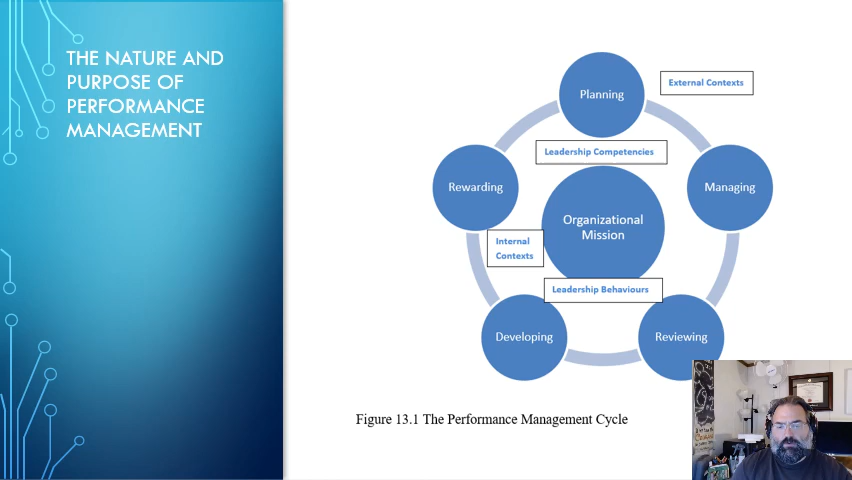 THE NATURE AND
PURPOSE OF
PERFORMANCE
MANAGEMENT
Planning
External Contexts
Leadership Competencies
Rewarding
Managing
Organizational
Mission
Internal
Contexts
Leadership Behaviours
Developing
Reviewing
Figure 13.1 The Performance Management Cycle